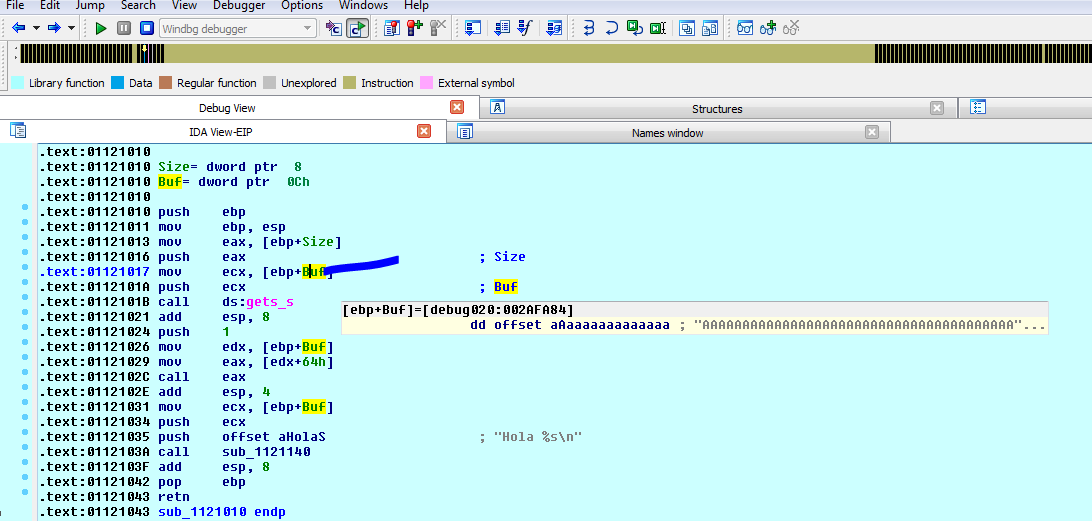 File Edit Jump Search View Debugger Options Windows Help
Windbg debugger
Library function Data Regular function Unexplored Instruction External symbol
Debug View Structures
IDA View-EIP Names window
.text:01121010
.text:01121010 Size= dword ptr 8
.text:01121010 Buf= dword ptr 0Ch
.text:01121010
.text:01121010 push ebp
.text:01121011 mov ebp, esp
.text:01121013 mov eax, [ebp+Size]
.text:01121016 push eax ; Size
.text:01121017 mov ecx, [ebp+Buf]
.text:0112101A push ecx ; Buf
.text:0112101B call ds:gets_s
[ebp+Buf]=[debug020:002AFA84]
.text:01121021 add esp, 8
dd offset aAaaaaaaaaaaaaa ; "AAAAAAAAAAAAAAAAAAAAAAAAAAAAAAAAAAAAAAA"...
.text:01121024 push 1
.text:01121026 mov edx, [ebp+Buf]
.text:01121029 mov eax, [edx+64h]
.text:0112102C call eax
.text:0112102E add esp, 4
.text:01121031 mov ecx, [ebp+Buf]
.text:01121034 push ecx
.text:01121035 push offset aHolaS ; "Hola %s\n"
.text:0112103A call sub_1121140
.text:0112103F add esp, 8
.text:01121042 pop ebp
.text:01121043 retn
.text:01121043 sub_1121010 endp